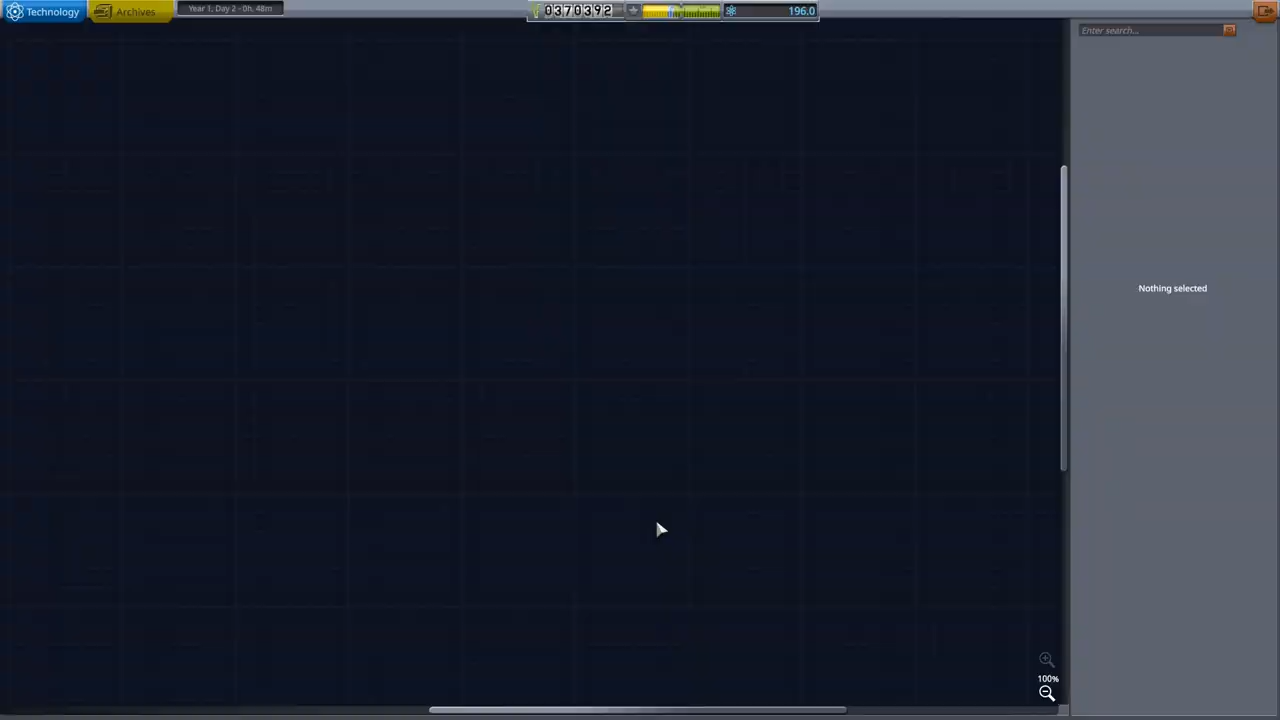 Technology
Archives
Year 1, Day 2 - 0h, 48m
0370392
196.0
Enter search...
Nothing selected
100%